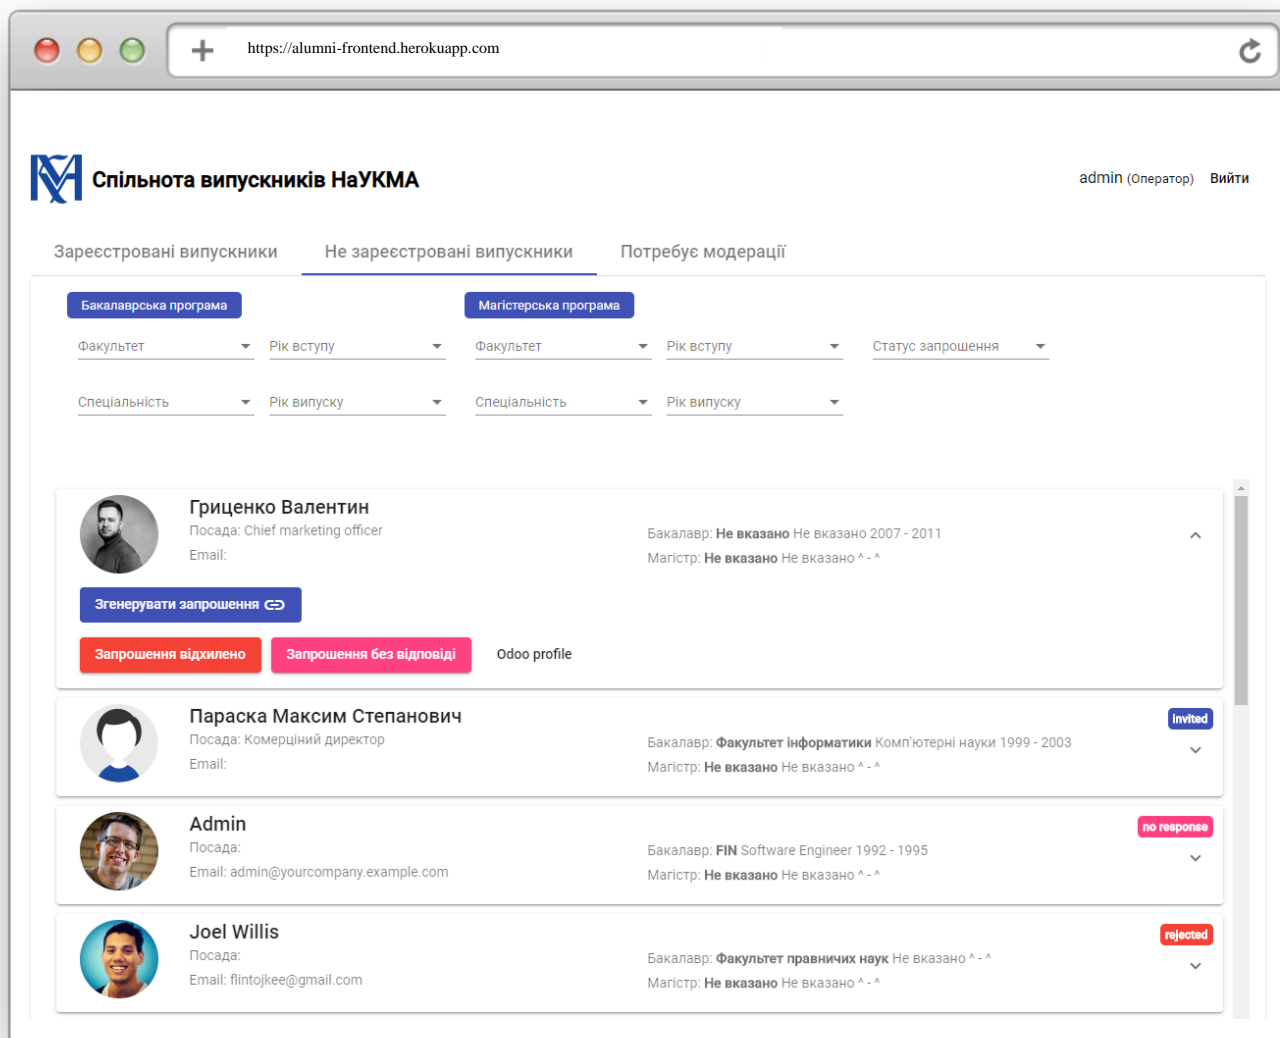 https://alumni-frontend.herokuapp.com
Спільнота випускників НаУКМА
admin (Оператор) Вийти
Зареєстровані випускники Не зареєстровані випускники Потребує модерації
Бакалаврська програма Магістерська програма
Факультет Рік вступу Факультет Рік вступу Статус запрошення
Спеціальність Рік випуску Спеціальність Рік випуску
Гриценко Валентин
Посада: Chief marketing officer
Email:
Бакалавр: Не вказано Не вказано 2007 - 2011
Магістр: Не вказано Не вказано ^ - ^
Згенерувати запрошення
Запрошення відхилено Запрошення без відповіді Odoo profile
Параска Максим Степанович
Посада: Комерціний директор
Email:
Бакалавр: Факультет інформатики Комп'ютерні науки 1999 - 2003
Магістр: Не вказано Не вказано ^ - ^
invited
Admin
Посада:
Email: admin@yourcompany.example.com
Бакалавр: FIN Software Engineer 1992 - 1995
Магістр: Не вказано Не вказано ^ - ^
no response
Joel Willis
Посада:
Email: flintojkee@gmail.com
Бакалавр: Факультет правничих наук Не вказано ^ - ^
Магістр: Не вказано Не вказано ^ - ^
rejected